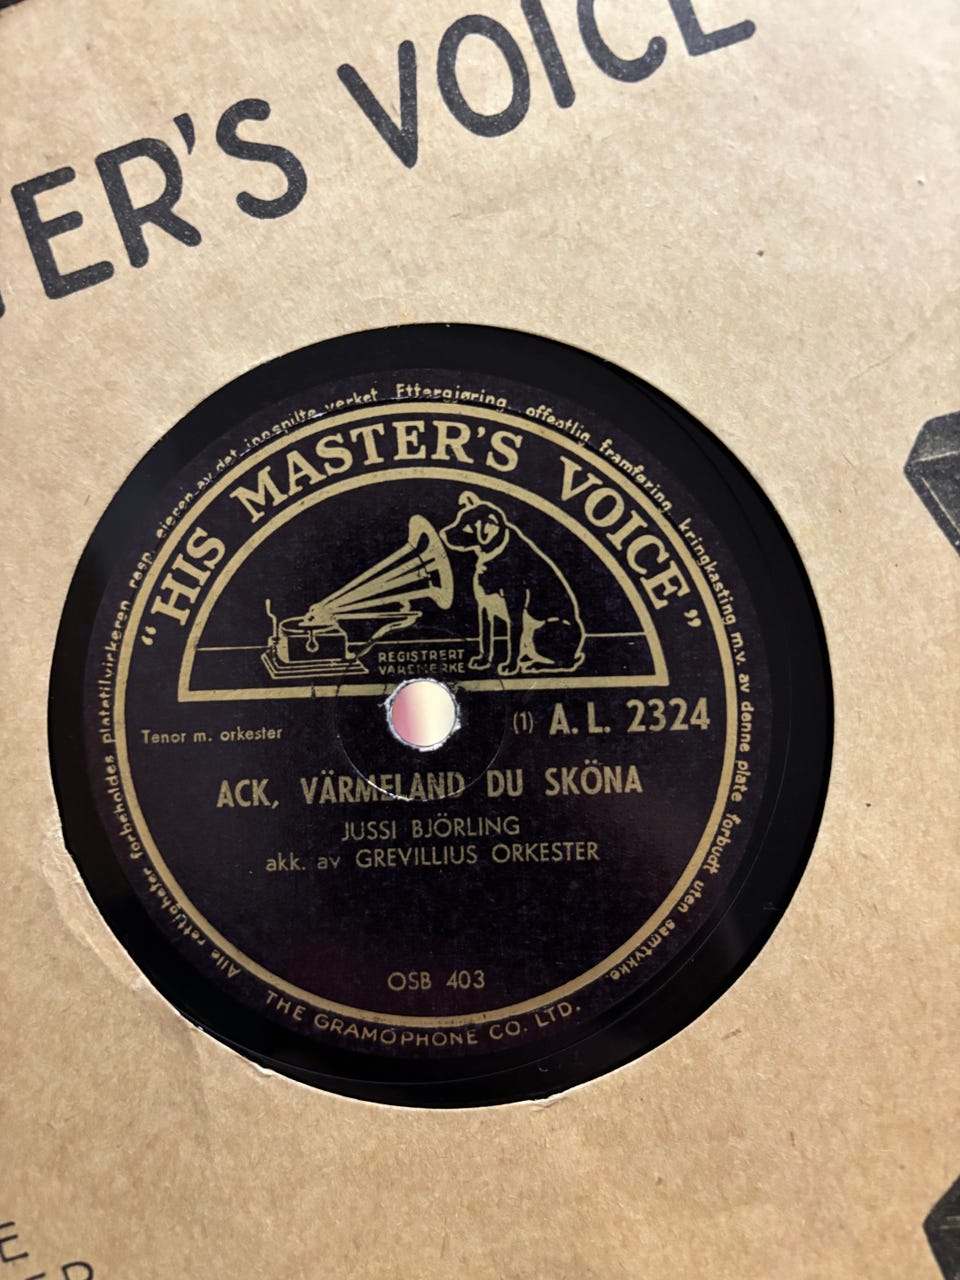 TER'S VOICE
Alle rettigheter forbeholdes platetilvirkeren resp. eieren av det innspilte verket Ettergjøring, offentlig framføring, kringkasting m.v. av denne plate forbudt uten samtykke.
"HIS MASTER'S VOICE"
REGISTRERT
VAREMERKE
Tenor m. orkester
(1) A.L. 2324
ACK, VÄRMELAND DU SKÖNA
JUSSI BJÖRLING
akk. av GREVILLIUS ORKESTER
OSB 403
THE GRAMOPHONE CO. LTD.